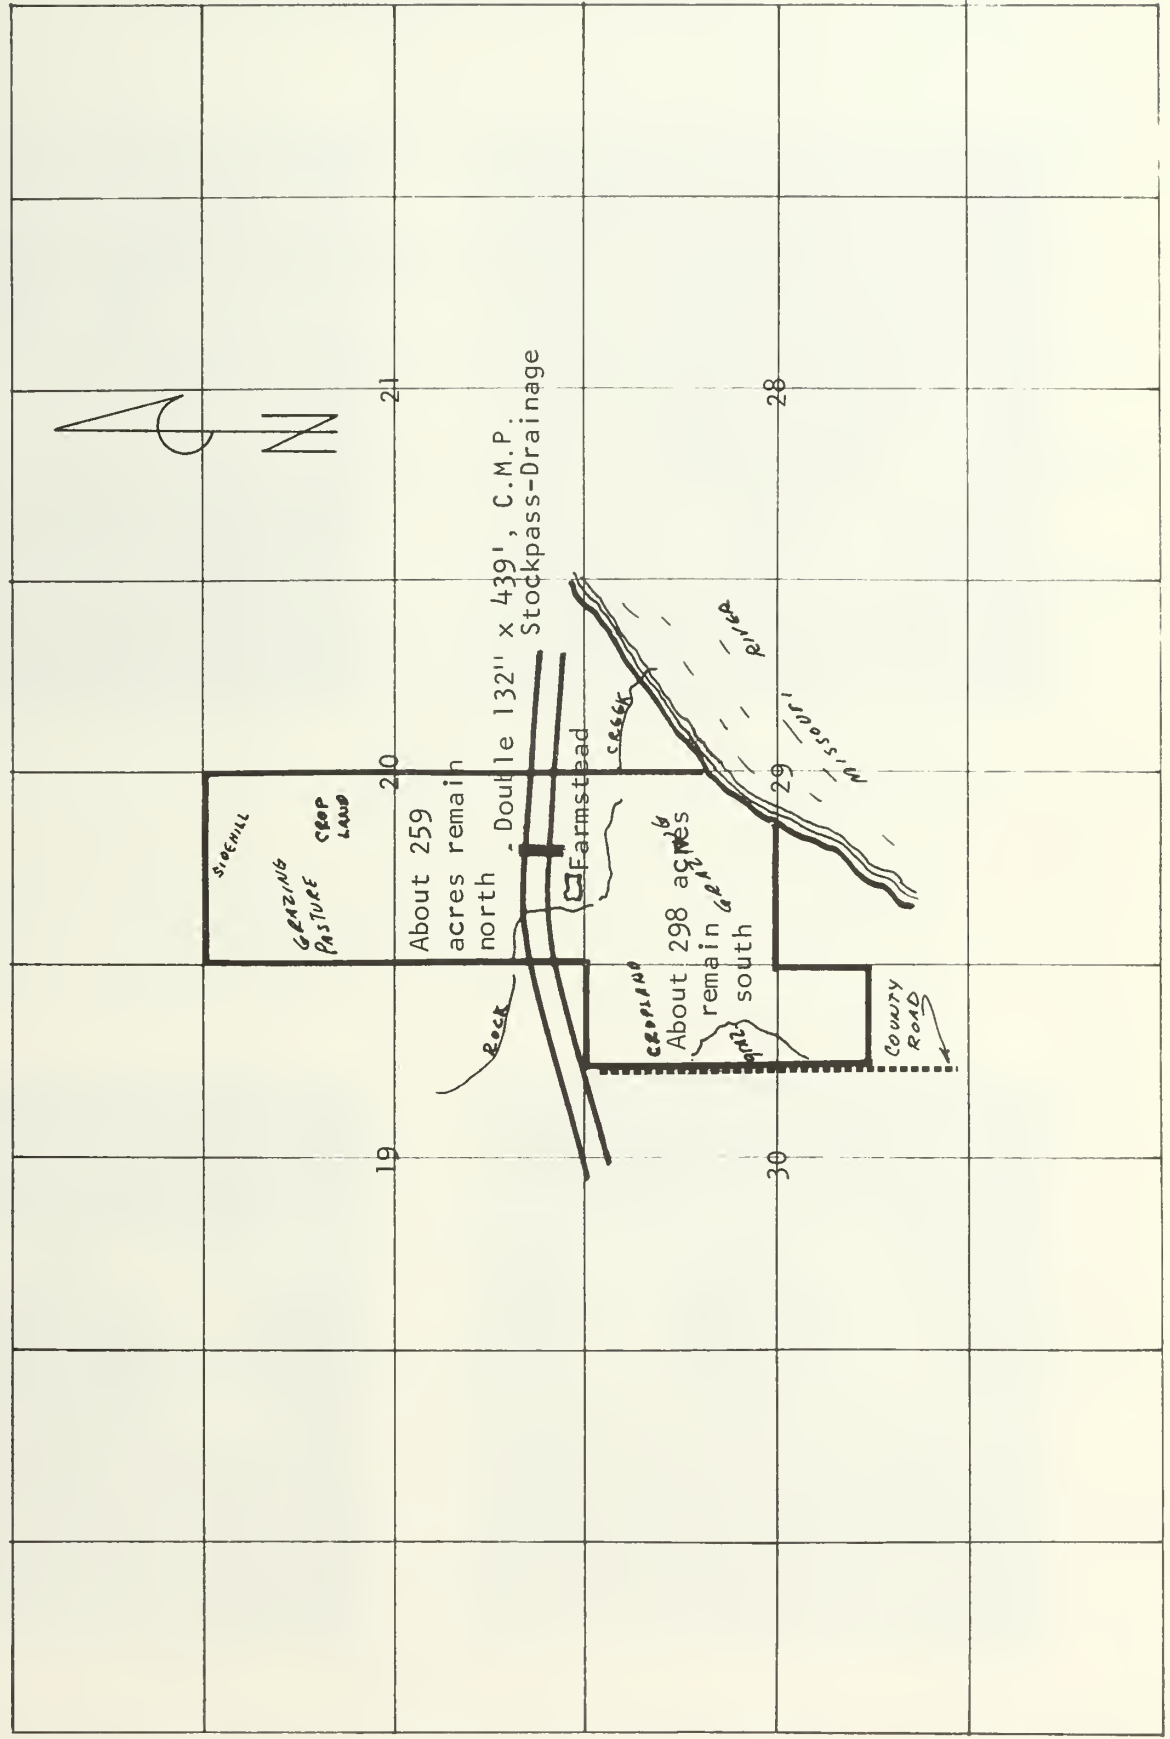 N
SIDEHILL
GRAZING
PASTURE
CROP
LAND
19
20
21
About 259
acres remain
north
Double 132" x 439', C.M.P.
Stockpass-Drainage
ROCK
CREEK
Farmstead
CROPLAND
About 298 acres
remain
south
GRAZING
graz
30
29
28
MISSOURI
RIVER
COUNTY
ROAD